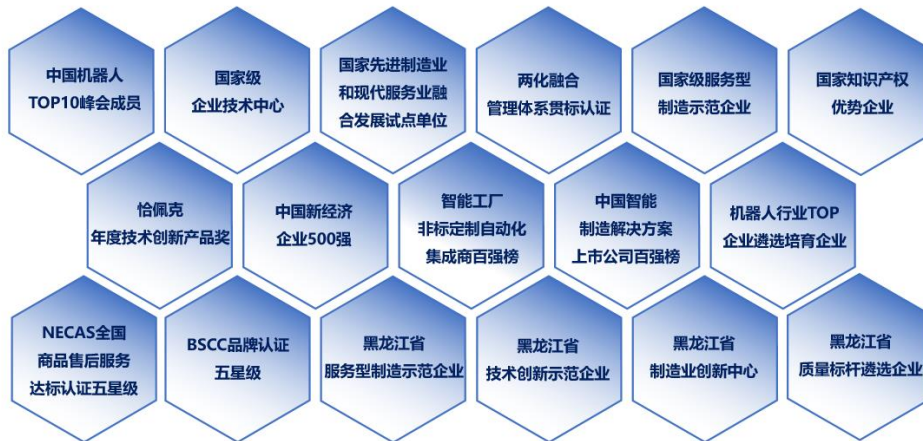 中国机器人
TOP10峰会成员
国家级
企业技术中心
国家先进制造业
和现代服务业融
合发展试点单位
两化融合
管理体系贯标认证
国家级服务型
制造示范企业
国家知识产权
优势企业
恰佩克
年度技术创新产品奖
中国新经济
企业500强
智能工厂
非标定制自动化
集成商百强榜
中国智能
制造解决方案
上市公司百强榜
机器人行业TOP
企业遴选培育企业
NECAS全国
商品售后服务
达标认证五星级
BSCC品牌认证
五星级
黑龙江省
服务型制造示范企业
黑龙江省
技术创新示范企业
黑龙江省
制造业创新中心
黑龙江省
质量标杆遴选企业